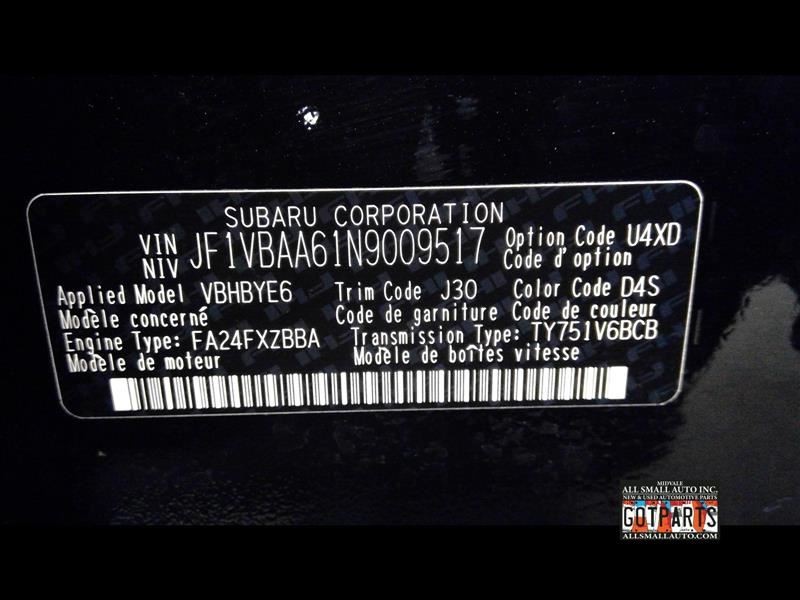 SUBARU CORPORATION
VIN
NIV
JF1VBAA61N9009517
Option Code U4XD
Code d'option
Applied Model VBHBYE6
Trim Code J30
Color Code D4S
Modèle concerné
Code de garniture
Code de couleur
Engine Type: FA24FXZBBA
Transmission Type: TY751V6BCB
Modèle de moteur
Modèle de boîtes vitesse
MIDVALE
ALL SMALL AUTO INC.
NEW & USED AUTOMOTIVE PARTS
GOTPARTS
ALLSMALLAUTO.COM